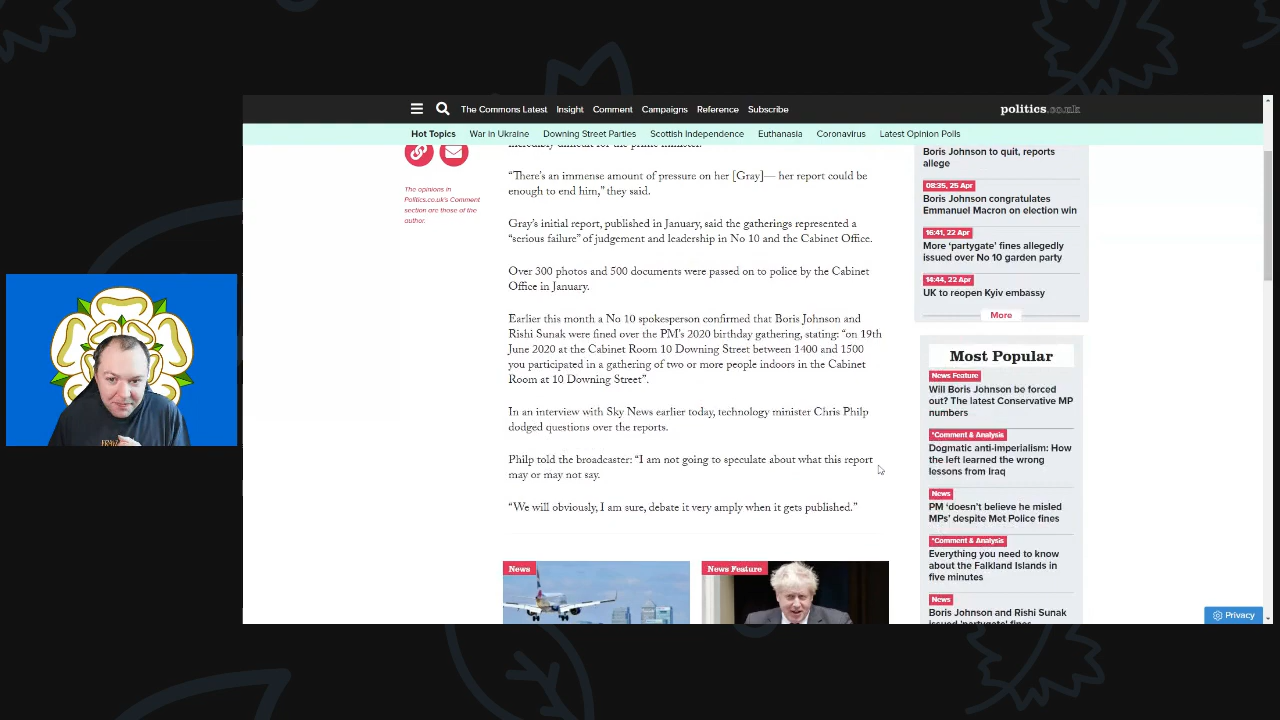 The Commons Latest Insight Comment Campaigns Reference Subscribe
politics.co.uk
Hot Topics War in Ukraine Downing Street Parties Scottish Independence Euthanasia Coronavirus Latest Opinion Polls
incredibly difficult for the prime minister.
The opinions in
Politics.co.uk's Comment
section are those of the
author.
“There’s an immense amount of pressure on her [Gray]— her report could be
enough to end him,” they said.
Gray’s initial report, published in January, said the gatherings represented a
“serious failure” of judgement and leadership in No 10 and the Cabinet Office.
Over 300 photos and 500 documents were passed on to police by the Cabinet
Office in January.
Earlier this month a No 10 spokesperson confirmed that Boris Johnson and
Rishi Sunak were fined over the PM’s 2020 birthday gathering, stating: “on 19th
June 2020 at the Cabinet Room 10 Downing Street between 1400 and 1500
you participated in a gathering of two or more people indoors in the Cabinet
Room at 10 Downing Street”.
In an interview with Sky News earlier today, technology minister Chris Philp
dodged questions over the reports.
Philp told the broadcaster: “I am not going to speculate about what this report
may or may not say.
“We will obviously, I am sure, debate it very amply when it gets published.”
News
News Feature
Boris Johnson to quit, reports
allege
08:35, 25 Apr
Boris Johnson congratulates
Emmanuel Macron on election win
16:41, 22 Apr
More ‘partygate’ fines allegedly
issued over No 10 garden party
14:44, 22 Apr
UK to reopen Kyiv embassy
More
Most Popular
News Feature
Will Boris Johnson be forced
out? The latest Conservative MP
numbers
*Comment & Analysis
Dogmatic anti-imperialism: How
the left learned the wrong
lessons from Iraq
News
PM ‘doesn’t believe he misled
MPs’ despite Met Police fines
*Comment & Analysis
Everything you need to know
about the Falkland Islands in
five minutes
News
Boris Johnson and Rishi Sunak
issued ‘partygate’ fines
Privacy